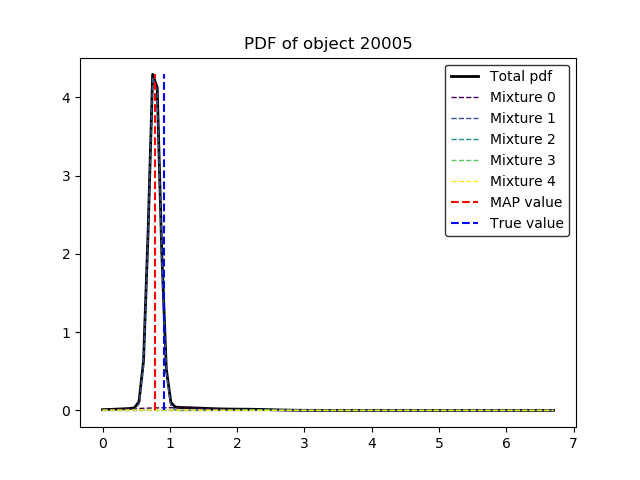 PDF of object 20005
Total pdf
Mixture 0
Mixture 1
Mixture 2
Mixture 3
Mixture 4
MAP value
True value
4
3
2
1
0
0 1 2 3 4 5 6 7